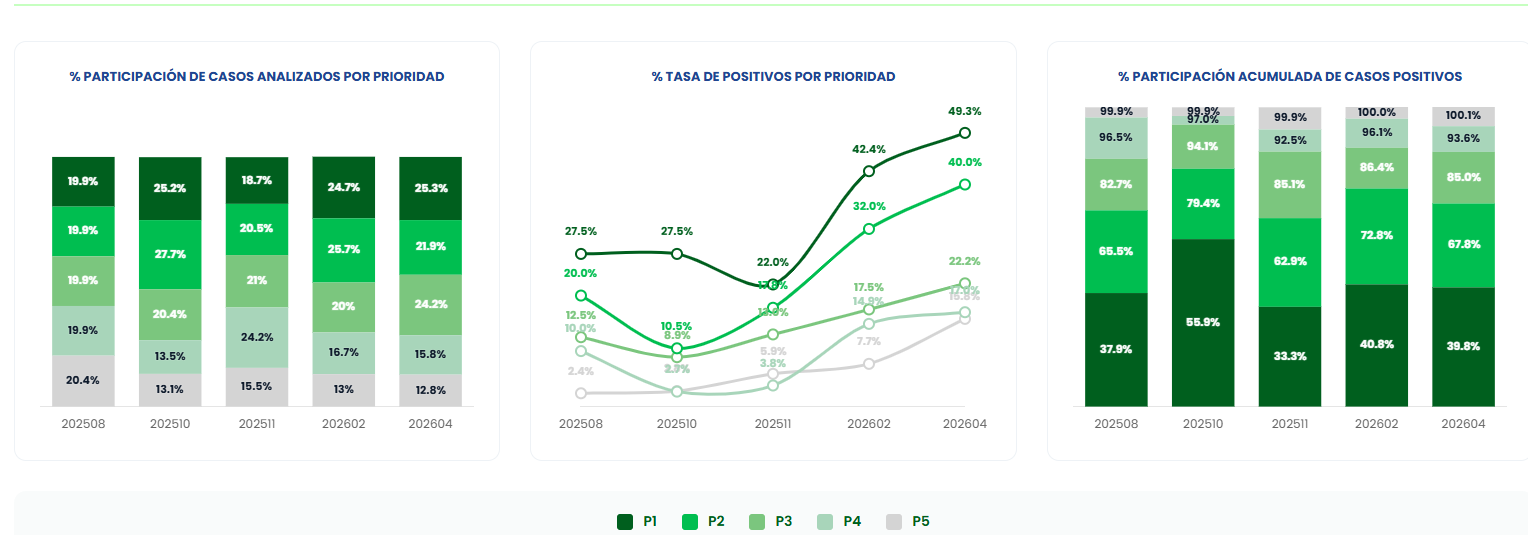 % PARTICIPACIÓN DE CASOS ANALIZADOS POR PRIORIDAD
19.9% 25.2% 18.7% 24.7% 25.3%
19.9% 27.7% 20.5% 25.7% 21.9%
19.9% 20.4% 21% 20% 24.2%
19.9% 13.5% 24.2% 16.7% 15.8%
20.4% 13.1% 15.5% 13% 12.8%
202508 202510 202511 202602 202604
% TASA DE POSITIVOS POR PRIORIDAD
27.5% 27.5% 22.0% 42.4% 49.3%
20.0% 10.5% 32.0% 40.0%
12.5% 8.9% 17.5% 22.2%
10.0% 3.8% 14.9%
2.4% 5.9% 7.7% 15.8%
202508 202510 202511 202602 202604
% PARTICIPACIÓN ACUMULADA DE CASOS POSITIVOS
99.9% 99.9% 99.9% 100.0% 100.1%
96.5% 97.0% 92.5% 96.1% 93.6%
82.7% 94.1% 85.1% 86.4% 85.0%
65.5% 79.4% 62.9% 72.8% 67.8%
37.9% 55.9% 33.3% 40.8% 39.8%
202508 202510 202511 202602 202604
P1 P2 P3 P4 P5